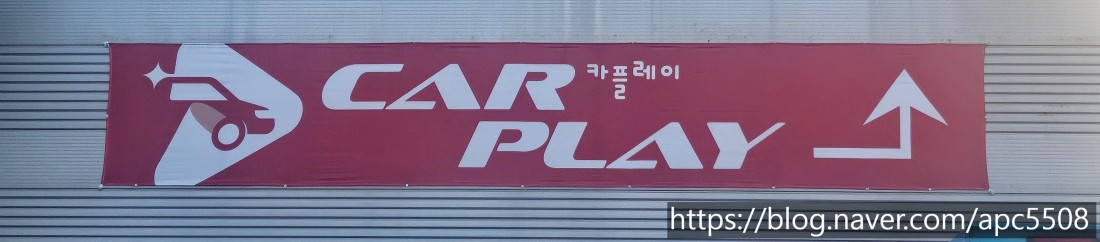 CAR
카플레이
PLAY
https://blog.naver.com/apc5508